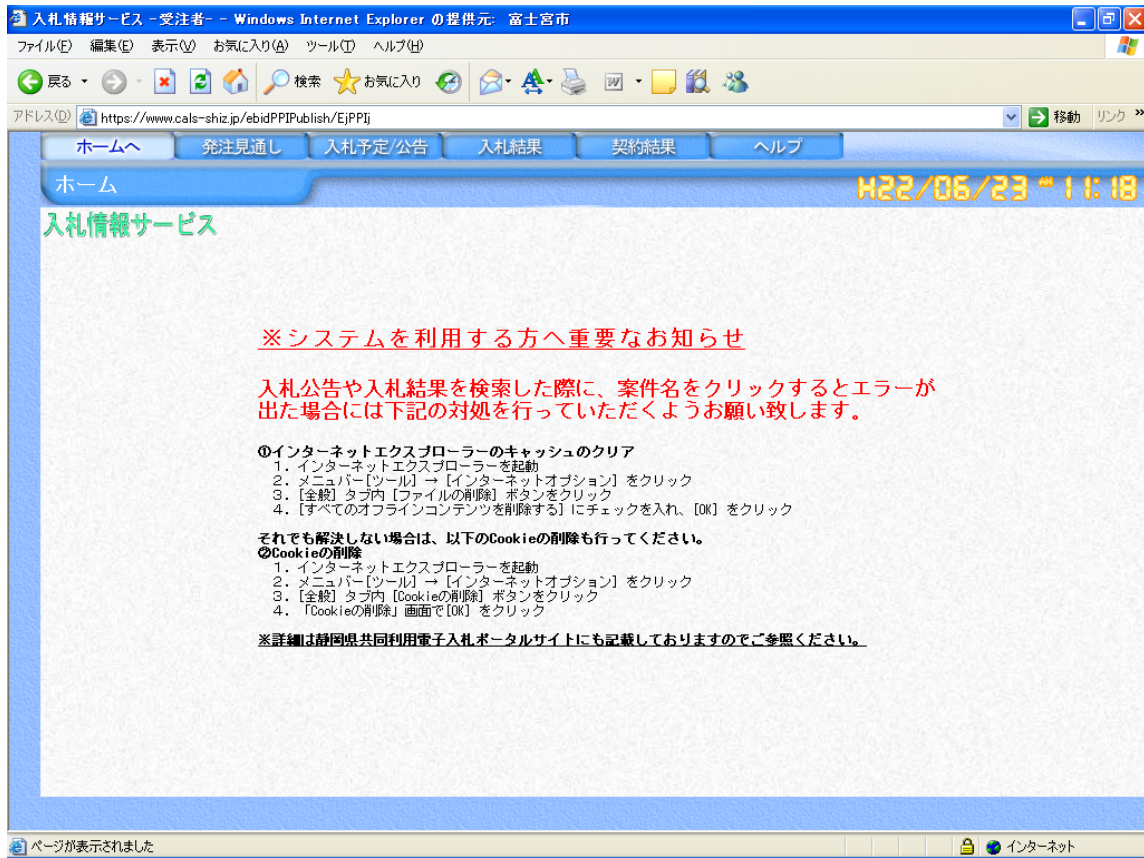 入札情報サービス -受注者- - Windows Internet Explorer の提供元: 富士宮市
ファイル(F) 編集(E) 表示(V) お気に入り(A) ツール(T) ヘルプ(H)
戻る 検索 お気に入り
アドレス(D) https://www.cals-shiz.jp/ebidPPIPublish/EjPPIj 移動 リンク »
ホームへ 発注見通し 入札予定/公告 入札結果 契約結果 ヘルプ
ホーム
H22/06/23 AM 11:18
入札情報サービス
※システムを利用する方へ重要なお知らせ
入札公告や入札結果を検索した際に、案件名をクリックするとエラーが
出た場合には下記の対処を行っていただくようお願い致します。
①インターネットエクスプローラーのキャッシュのクリア
1. インターネットエクスプローラーを起動
2. メニュバー[ツール] → [インターネットオプション] をクリック
3. [全般] タブ内 [ファイルの削除] ボタンをクリック
4. [すべてのオフラインコンテンツを削除する] にチェックを入れ、[OK] をクリック
それでも解決しない場合は、以下のCookieの削除も行ってください。
②Cookieの削除
1. インターネットエクスプローラーを起動
2. メニュバー[ツール] → [インターネットオプション] をクリック
3. [全般] タブ内 [Cookieの削除] ボタンをクリック
4. 「Cookieの削除」画面で[OK] をクリック
※詳細は静岡県共同利用電子入札ポータルサイトにも記載しておりますのでご参照ください。
ページが表示されました インターネット